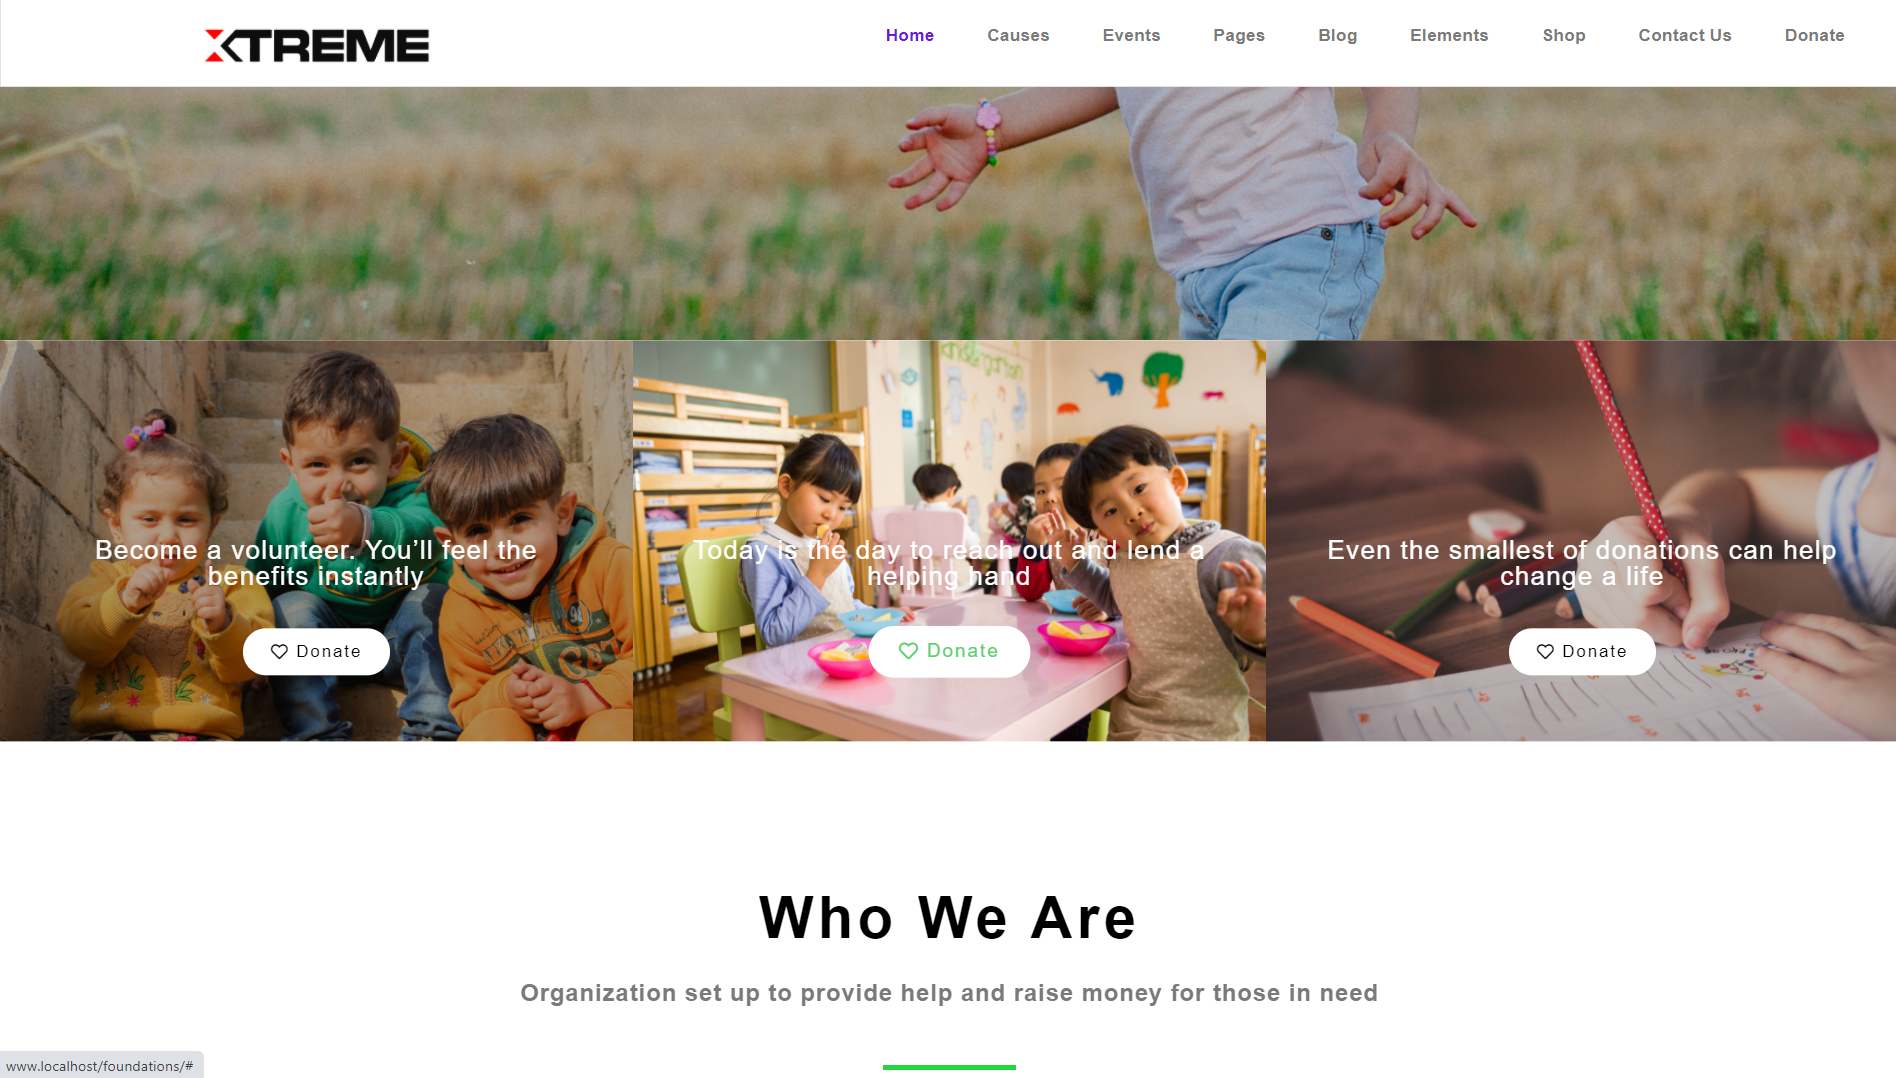 XTREME
Home Causes Events Pages Blog Elements Shop Contact Us Donate
Become a volunteer. You’ll feel the
benefits instantly
Donate
Today is the day to reach out and lend a
helping hand
Donate
Even the smallest of donations can help
change a life
Donate
Who We Are
Organization set up to provide help and raise money for those in need
www.localhost/foundations/#